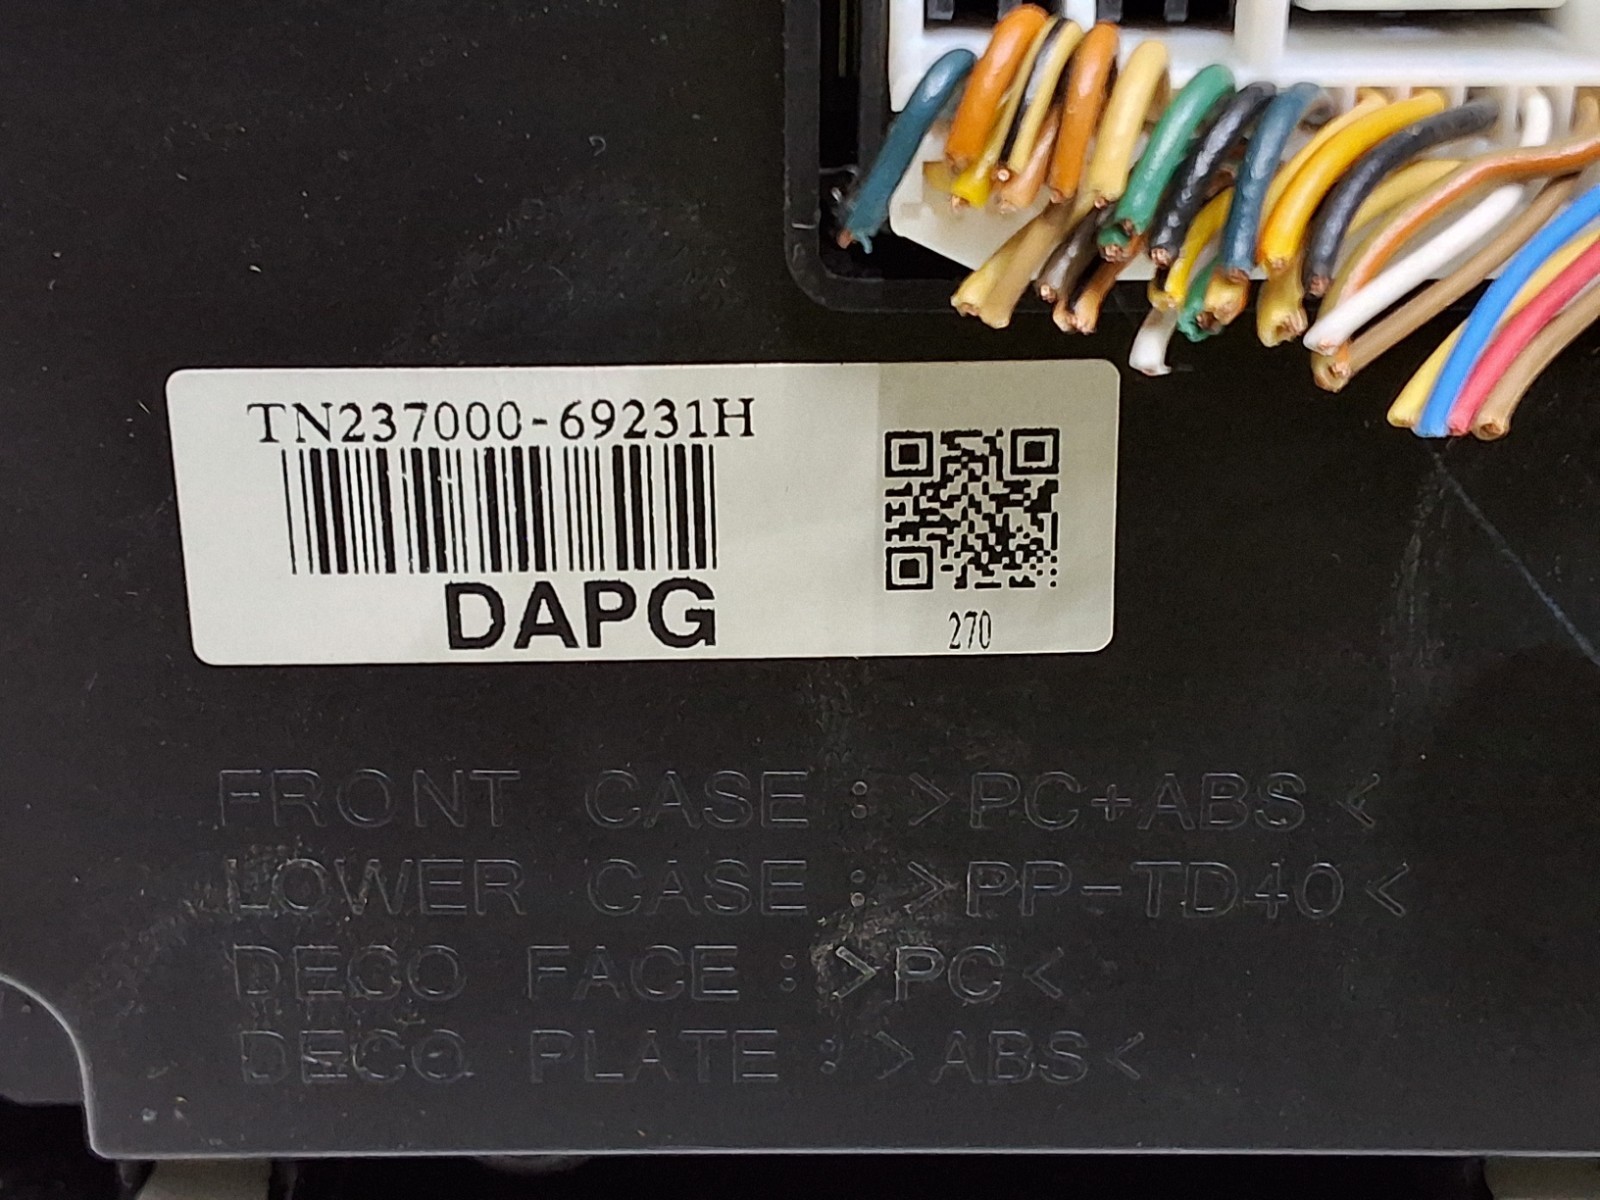 TN237000-69231H
DAPG
270
FRONT CASE : >PC+ABS<
LOWER CASE : >PP-TD40<
DECO FACE : >PC<
DECO PLATE : >ABS<